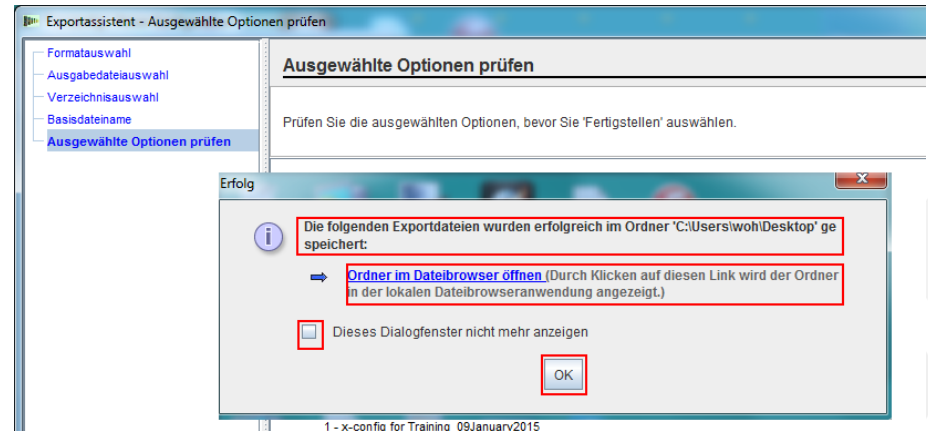 Exportassistent - Ausgewählte Optionen prüfen
Formatauswahl
Ausgabedateiauswahl
Verzeichnisauswahl
Basisdateiname
Ausgewählte Optionen prüfen
Ausgewählte Optionen prüfen
Prüfen Sie die ausgewählten Optionen, bevor Sie 'Fertigstellen' auswählen.
Erfolg
Die folgenden Exportdateien wurden erfolgreich im Ordner 'C:\Users\woh\Desktop' ge
speichert:
Ordner im Dateibrowser öffnen (Durch Klicken auf diesen Link wird der Ordner
in der lokalen Dateibrowseranwendung angezeigt.)
Dieses Dialogfenster nicht mehr anzeigen
OK
1 - x-config for Training_09January2015